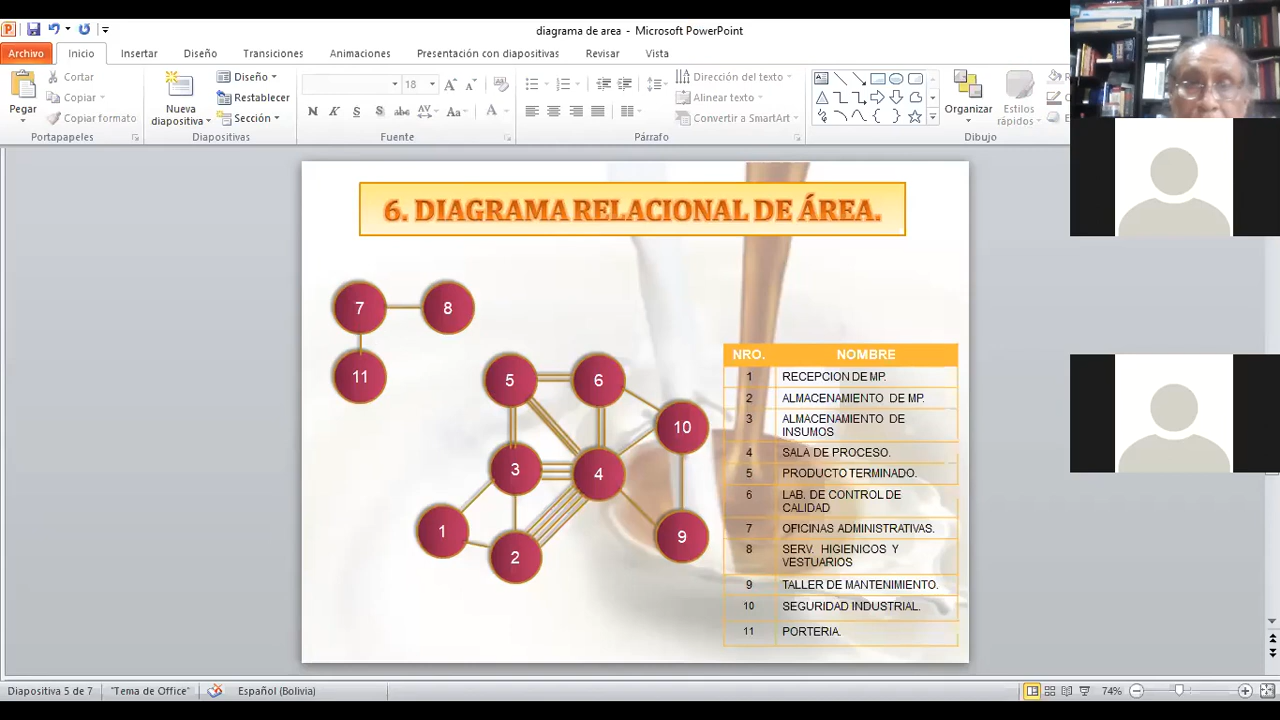 diagrama de area - Microsoft PowerPoint
Archivo
Inicio
Insertar
Diseño
Transiciones
Animaciones
Presentación con diapositivas
Revisar
Vista
Pegar
Cortar
Copiar
Copiar formato
Portapapeles
Nueva
diapositiva
Diseño
Restablecer
Sección
Diapositivas
18
N K S S abc AV Aa A
Fuente
Dirección del texto
Alinear texto
Convertir a SmartArt
Párrafo
Organizar
Estilos
rápidos
Dibujo
6. DIAGRAMA RELACIONAL DE ÁREA.
7
8
11
5
6
10
3
4
1
2
9
NRO. NOMBRE
1 RECEPCION DE MP.
2 ALMACENAMIENTO DE MP.
3 ALMACENAMIENTO DE
INSUMOS
4 SALA DE PROCESO.
5 PRODUCTO TERMINADO.
6 LAB. DE CONTROL DE
CALIDAD
7 OFICINAS ADMINISTRATIVAS.
8 SERV. HIGIENICOS Y
VESTUARIOS
9 TALLER DE MANTENIMIENTO.
10 SEGURIDAD INDUSTRIAL.
11 PORTERIA.
Diapositiva 5 de 7
"Tema de Office"
Español (Bolivia)
74%